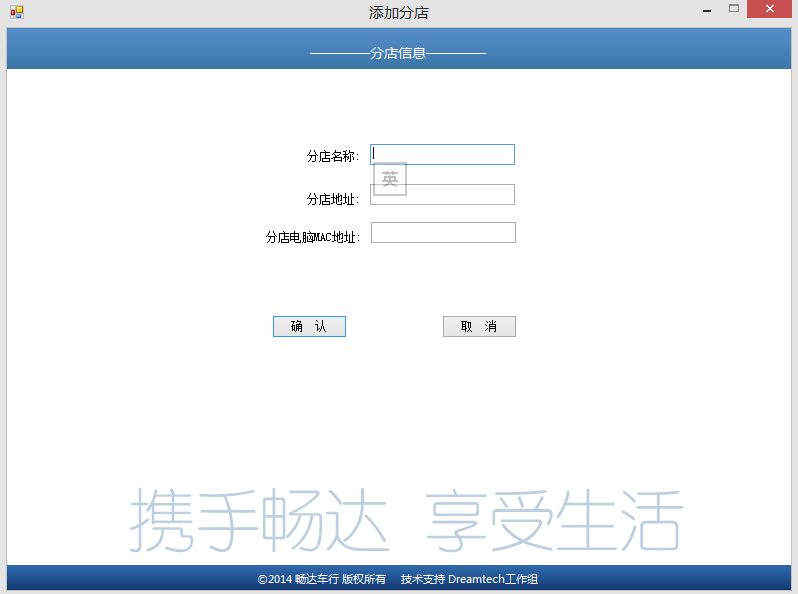 添加分店
分店信息
分店名称:
英
分店地址:
分店电脑MAC地址:
确 认 取 消
携手畅达 享受生活
©2014 畅达车行 版权所有 技术支持 Dreamtech工作组